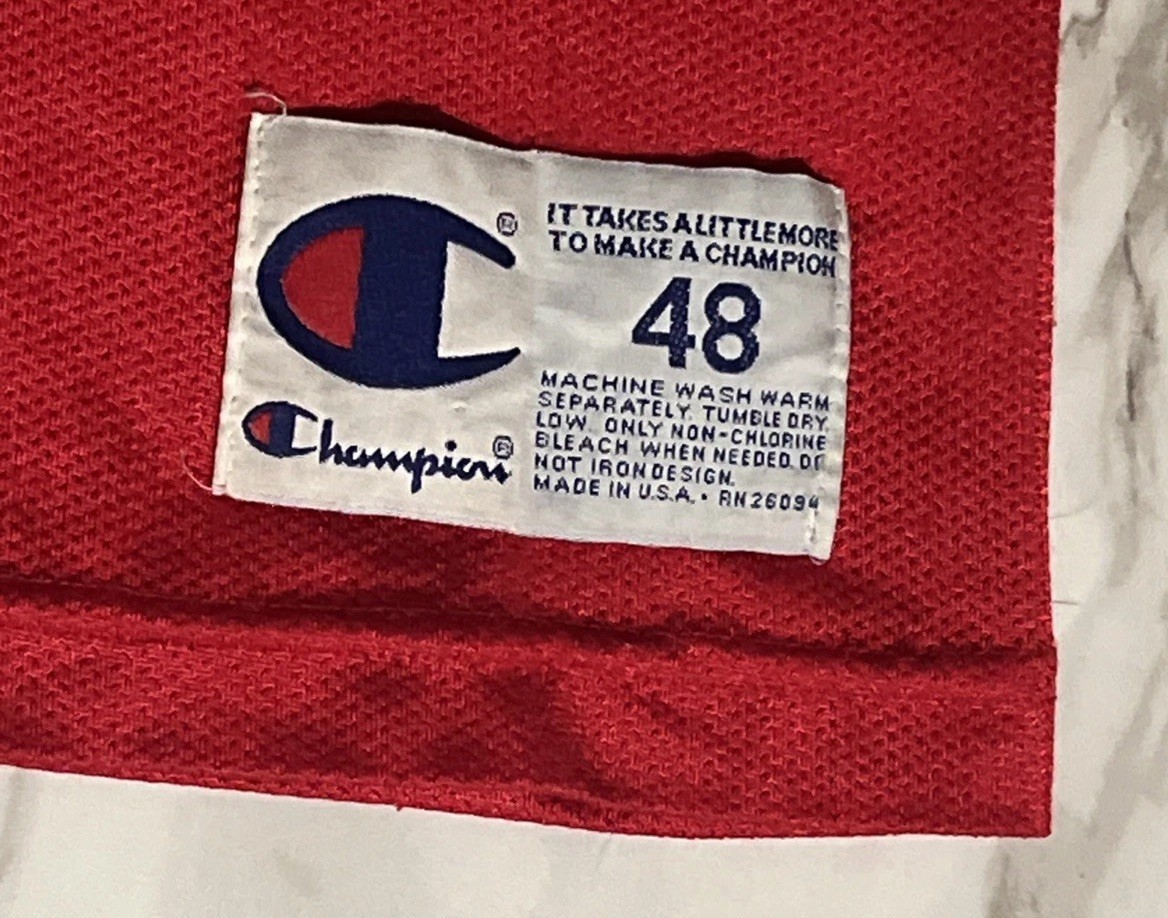 ®
Champion®
IT TAKES A LITTLE MORE
TO MAKE A CHAMPION
48
MACHINE WASH WARM
SEPARATELY. TUMBLE DRY,
LOW. ONLY NON-CHLORINE
BLEACH WHEN NEEDED. DO
NOT IRON DESIGN.
MADE IN U.S.A. • RN26094